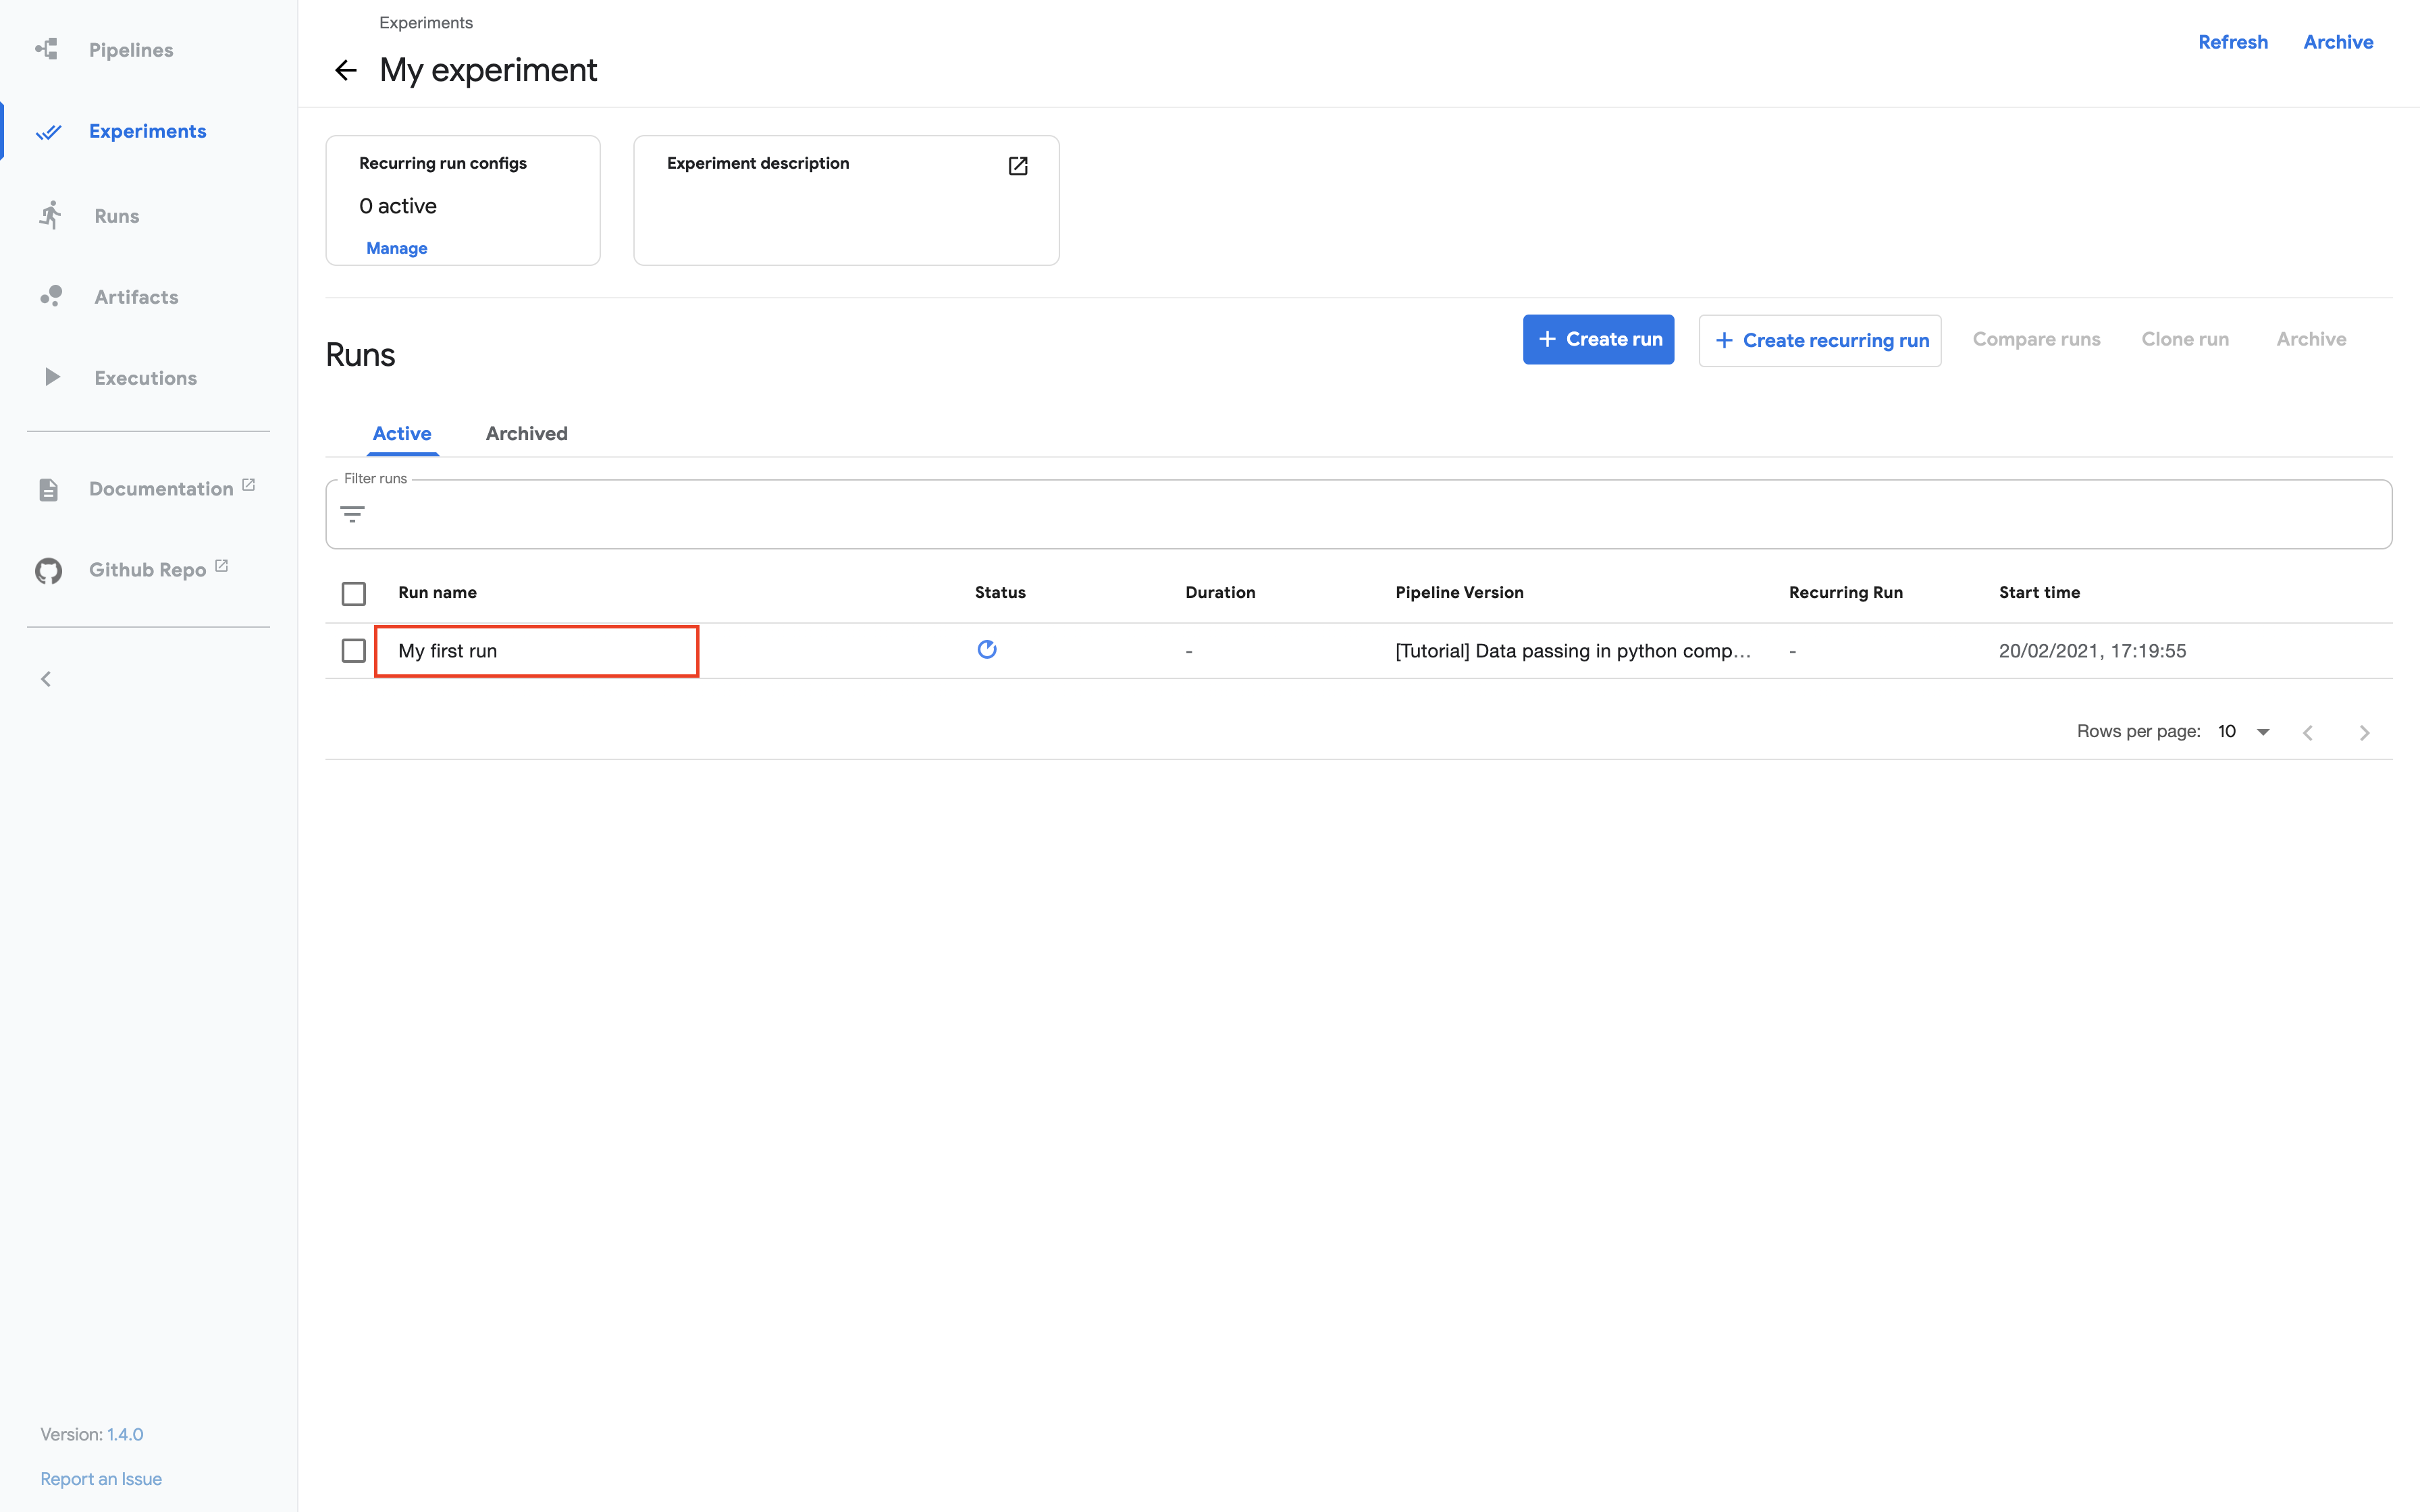 Pipelines
Experiments
Runs
Artifacts
Executions
Documentation
Github Repo
Version: 1.4.0
Report an Issue
Experiments
My experiment
Refresh Archive
Recurring run configs
0 active
Manage
Experiment description
Runs
+ Create run + Create recurring run Compare runs Clone run Archive
Active Archived
Filter runs
Run name Status Duration Pipeline Version Recurring Run Start time
My first run - [Tutorial] Data passing in python comp... - 20/02/2021, 17:19:55
Rows per page: 10